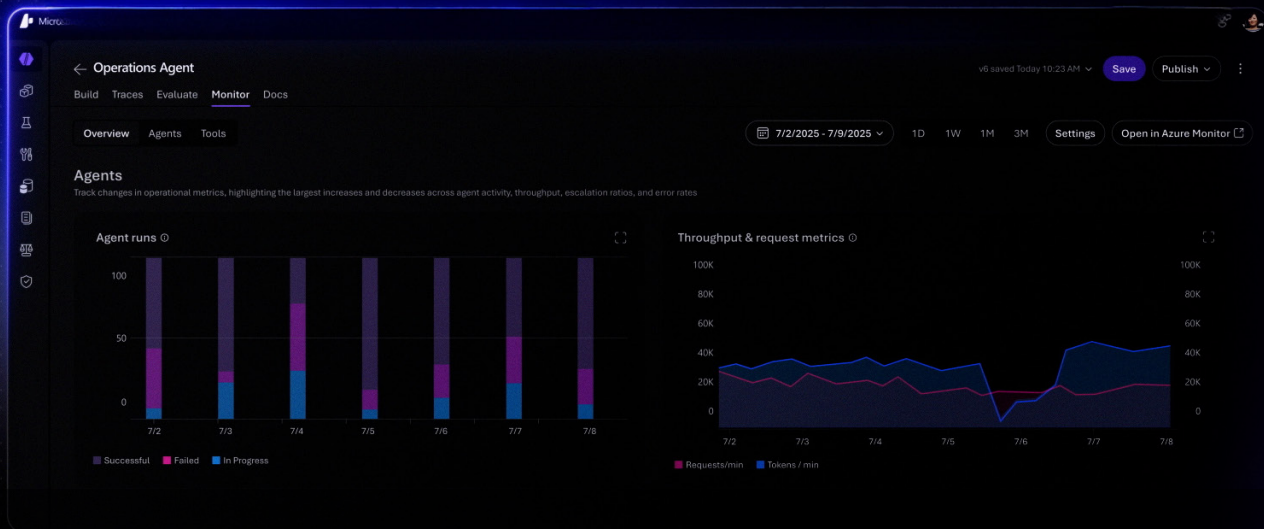 Operations Agent
v6 saved Today 10:23 AM
Save
Publish
Build Traces Evaluate Monitor Docs
Overview Agents Tools
7/2/2025 - 7/9/2025
1D 1W 1M 3M
Settings
Open in Azure Monitor
Agents
Track changes in operational metrics, highlighting the largest increases and decreases across agent activity, throughput, escalation ratios, and error rates
Agent runs
100
50
0
7/2 7/3 7/4 7/5 7/6 7/7 7/8
Successful Failed In Progress
Throughput & request metrics
100K 100K
80K 80K
60K 60K
40K 40K
20K 20K
0 0
7/2 7/3 7/4 7/5 7/6 7/7 7/8
Requests/min Tokens / min